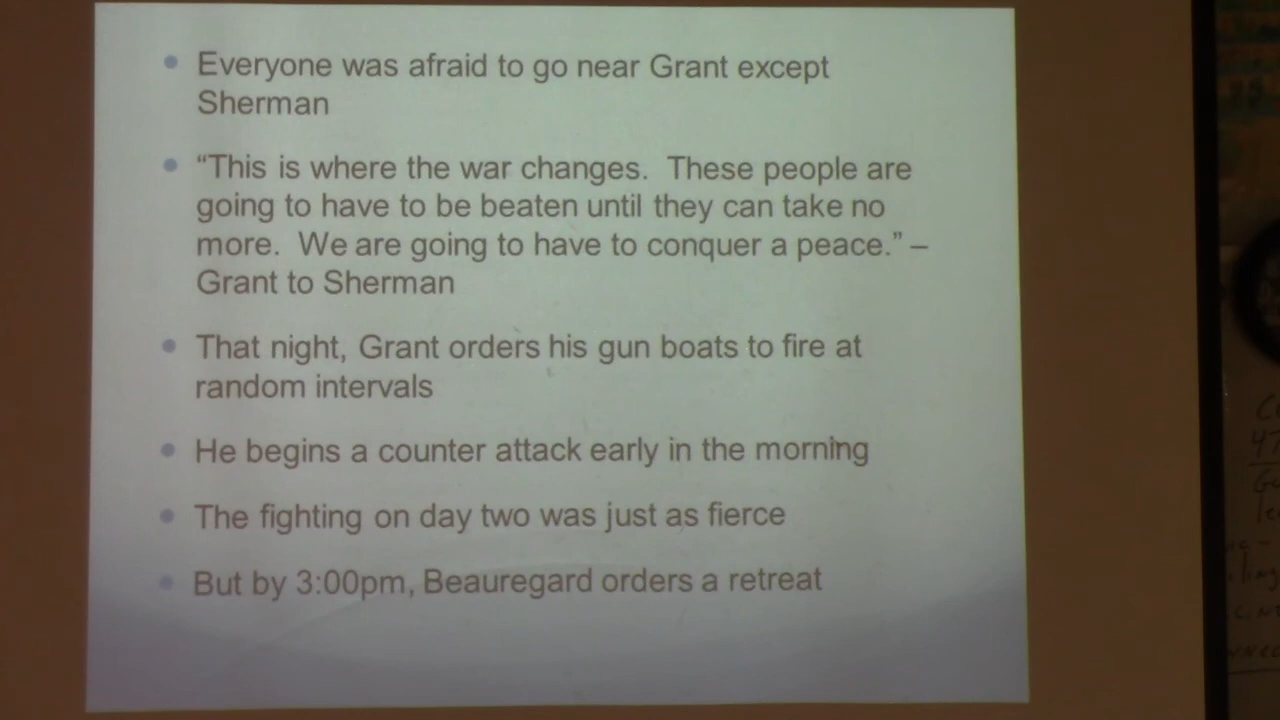 • Everyone was afraid to go near Grant except
Sherman
• “This is where the war changes.  These people are
going to have to be beaten until they can take no
more.  We are going to have to conquer a peace.” –
Grant to Sherman
• That night, Grant orders his gun boats to fire at
random intervals
• He begins a counter attack early in the morning
• The fighting on day two was just as fierce
• But by 3:00pm, Beauregard orders a retreat